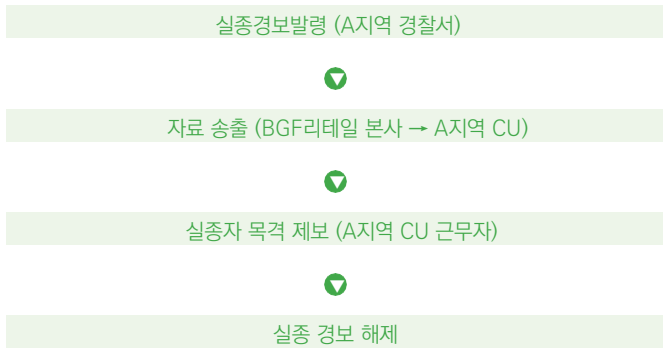 실종경보발령 (A지역 경찰서)
자료 송출 (BGF리테일 본사 → A지역 CU)
실종자 목격 제보 (A지역 CU 근무자)
실종 경보 해제